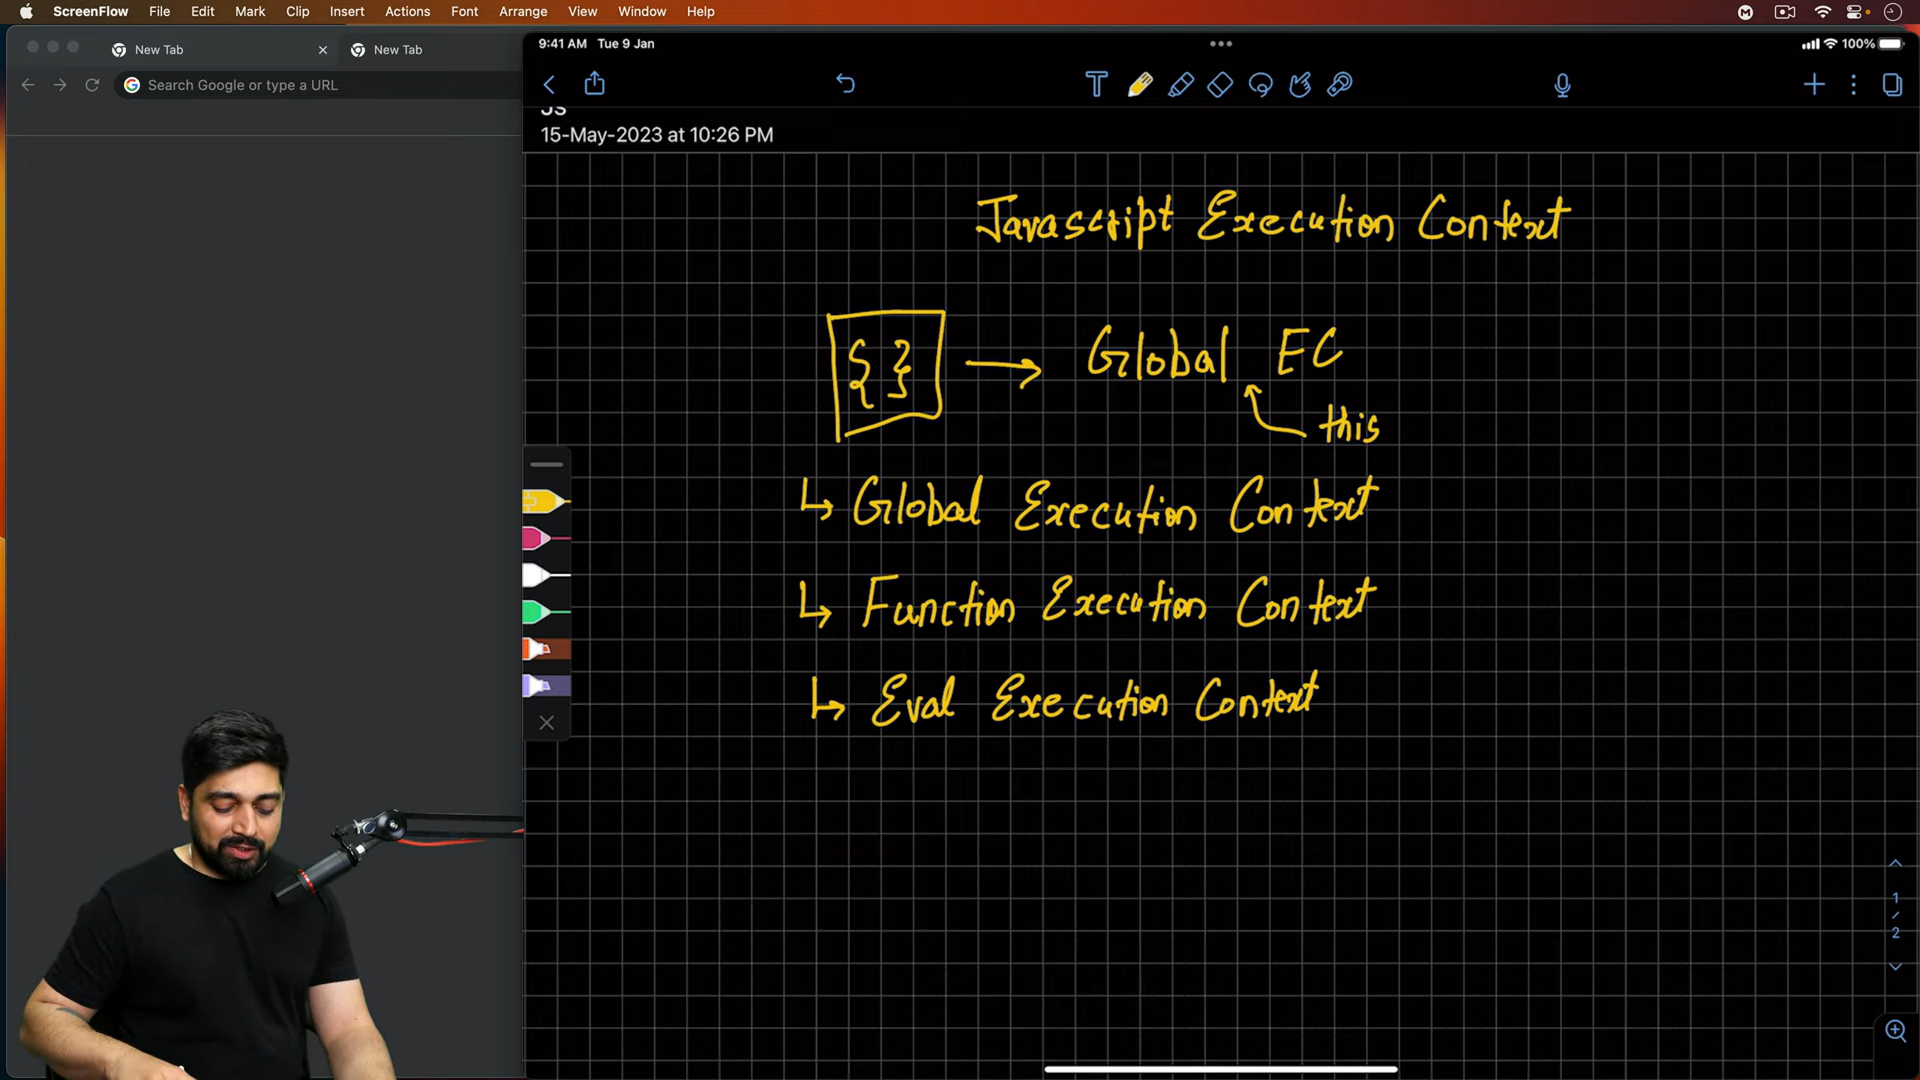 ScreenFlow File Edit Mark Clip Insert Actions Font Arrange View Window Help
New Tab
New Tab
Search Google or type a URL
9:41 AM Tue 9 Jan
100%
JS
15-May-2023 at 10:26 PM
Javascript Execution Context
{ } → Global EC
this
↳ Global Execution Context
↳ Function Execution Context
↳ Eval Execution Context
1
/
2